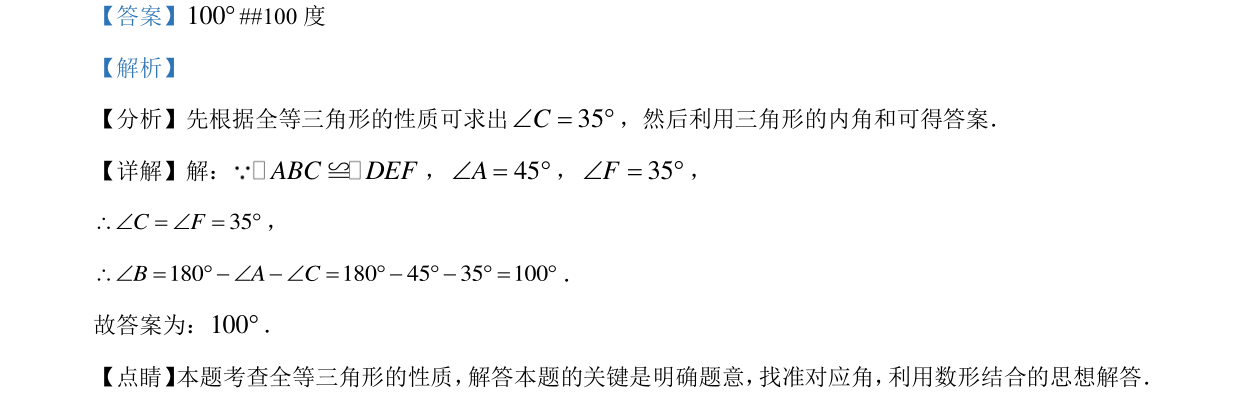 【答案】100°##100 度
【解析】
【分析】先根据全等三角形的性质可求出∠C = 35°，然后利用三角形的内角和可得答案．
【详解】解：∵□ABC ≌□DEF，∠A = 45°，∠F = 35°，
∴∠C = ∠F = 35°，
∴∠B = 180° − ∠A − ∠C = 180° − 45° − 35° = 100°．
故答案为：100°．
【点睛】本题考查全等三角形的性质，解答本题的关键是明确题意，找准对应角，利用数形结合的思想解答．